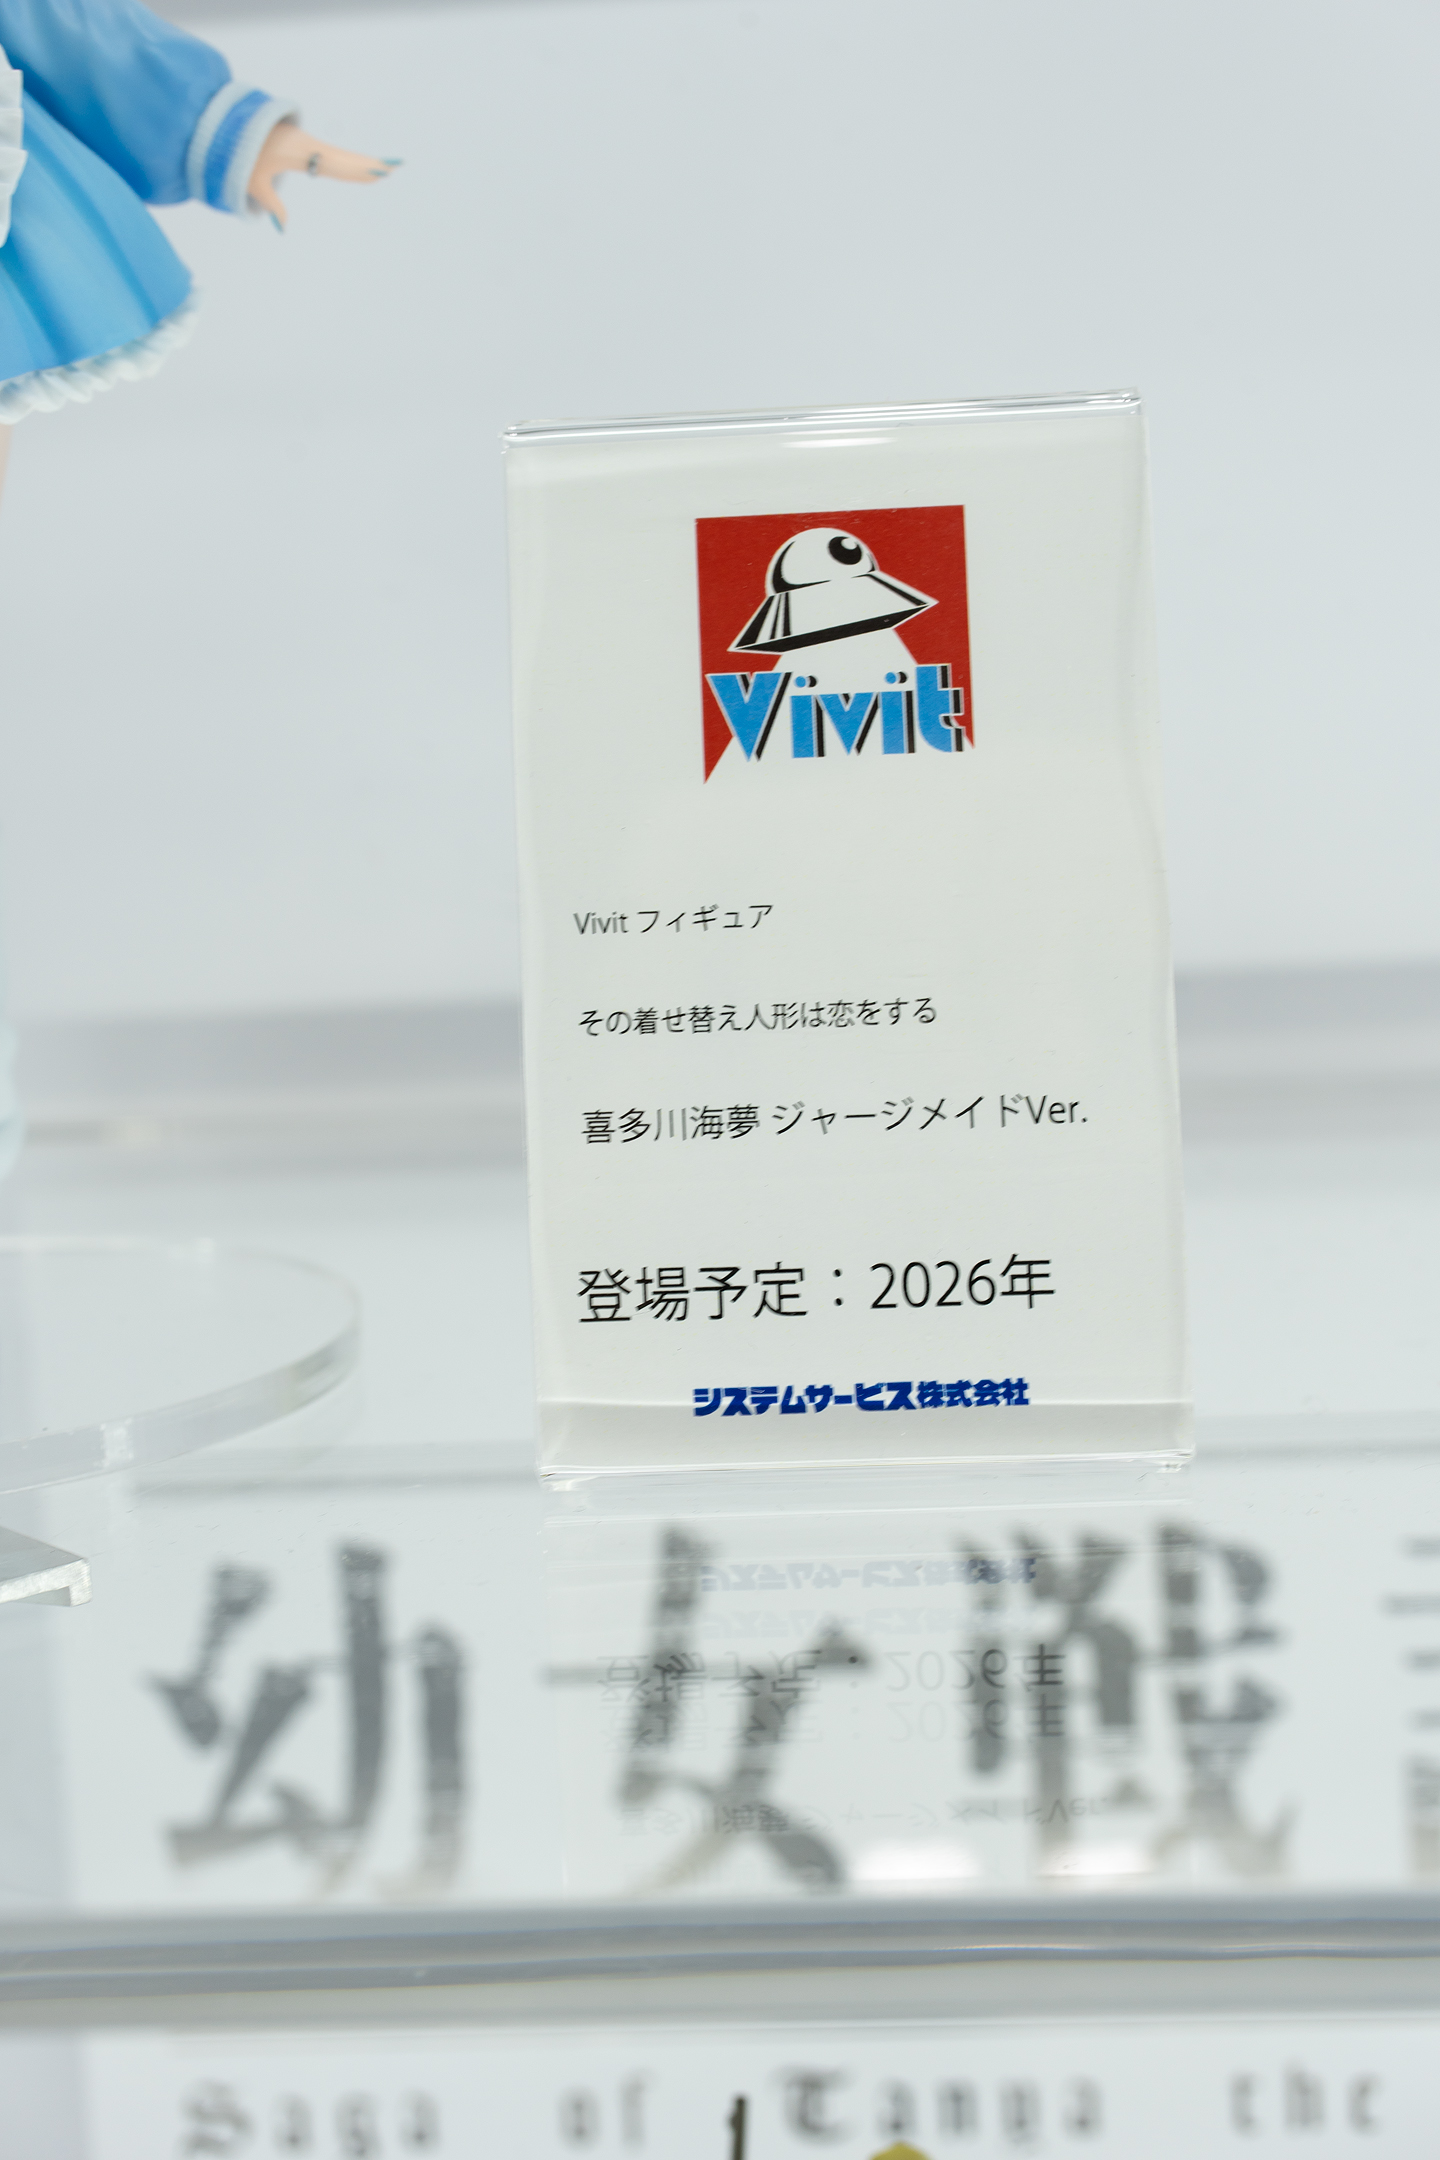 Vivit
Vivit フィギュア
その着せ替え人形は恋をする
喜多川海夢 ジャージメイドVer.
登場予定：2026年
システムサービス株式会社
幼女戦
Saga of Tanya the